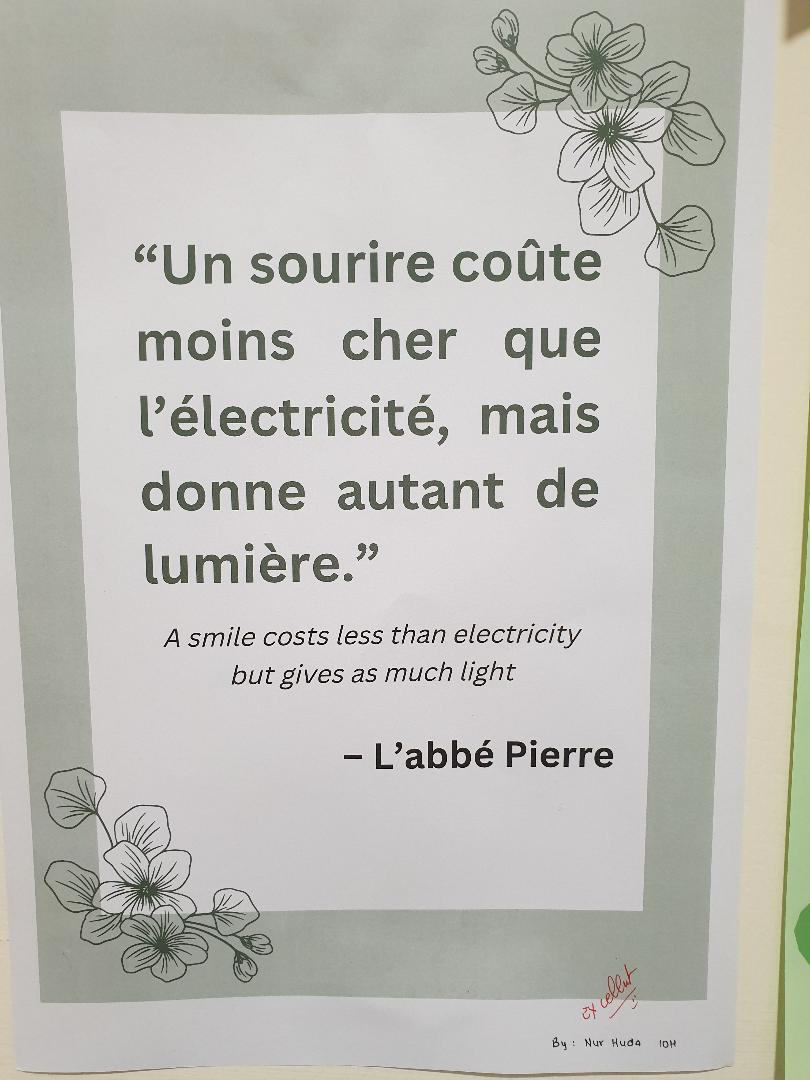 “Un sourire coûte
moins cher que
l’électricité, mais
donne autant de
lumière.”
A smile costs less than electricity
but gives as much light
– L’abbé Pierre
Excellent
By : Nur Huda 10H